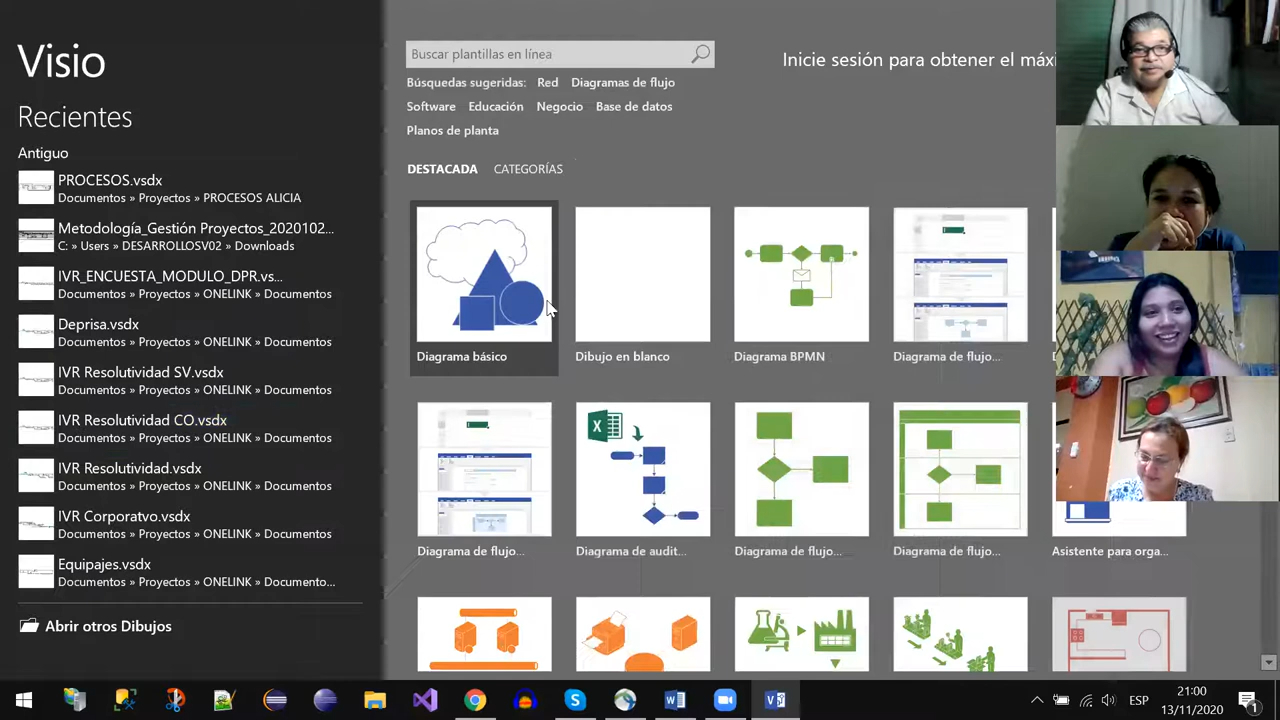 Visio
Recientes
Antiguo
PROCESOS.vsdx
Documentos » Proyectos » PROCESOS ALICIA
Metodología_Gestión Proyectos_2020102...
C: » Users » DESARROLLOSV02 » Downloads
IVR_ENCUESTA_MODULO_DPR.vs...
Documentos » Proyectos » ONELINK » Documentos
Deprisa.vsdx
Documentos » Proyectos » ONELINK » Documentos
IVR Resolutividad SV.vsdx
Documentos » Proyectos » ONELINK » Documentos
IVR Resolutividad CO.vsdx
Documentos » Proyectos » ONELINK » Documentos
IVR Resolutividad.vsdx
Documentos » Proyectos » ONELINK » Documentos
IVR Corporatvo.vsdx
Documentos » Proyectos » ONELINK » Documentos
Equipajes.vsdx
Documentos » Proyectos » ONELINK » Documento...
Abrir otros Dibujos
Buscar plantillas en línea
Inicie sesión para obtener el máxi
Búsquedas sugeridas: Red Diagramas de flujo
Software Educación Negocio Base de datos
Planos de planta
DESTACADA CATEGORÍAS
Diagrama básico
Dibujo en blanco
Diagrama BPMN
Diagrama de flujo...
Diagrama de flujo...
Diagrama de audit...
Diagrama de flujo...
Diagrama de flujo...
Asistente para orga...
ESP
21:00
13/11/2020
1